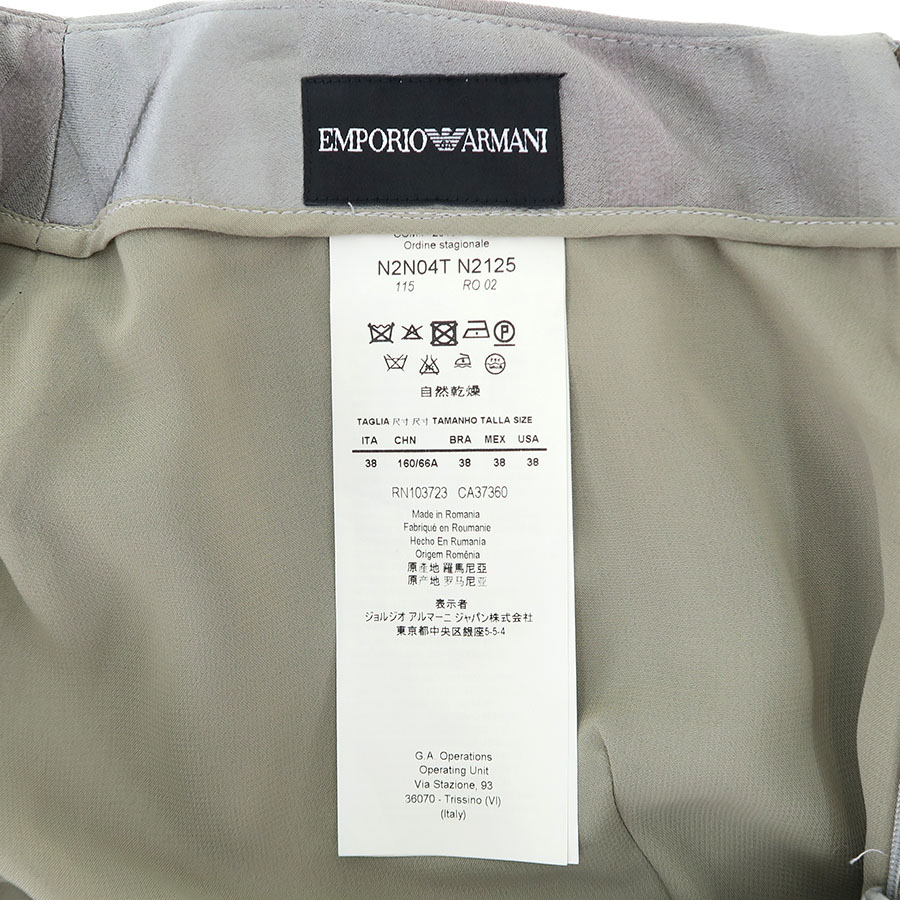 EMPORIO ARMANI
Ordine stagionale
N2N04T N2125
115 RO 02
P
自然乾燥
TAGLIA 尺寸 尺寸 TAMANHO TALLA SIZE
ITA CHN BRA MEX USA
38 160/66A 38 38 38
RN103723 CA37360
Made in Romania
Fabriqué en Roumanie
Hecho En Rumania
Origem Romênia
原產地 羅馬尼亞
原产地 罗马尼亚
表示者
ジョルジオ アルマーニ ジャパン株式会社
東京都中央区銀座5-5-4
G.A. Operations
Operating Unit
Via Stazione, 93
36070 - Trissino (VI)
(Italy)